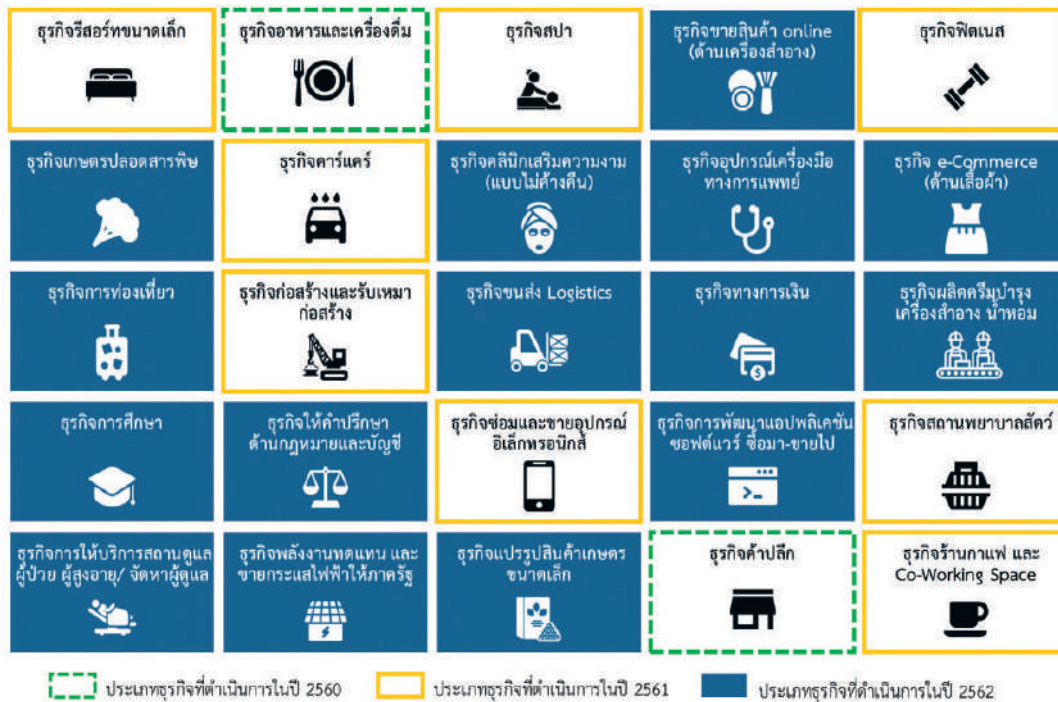 ธุรกิจรีสอร์ทขนาดเล็ก
ธุรกิจอาหารและเครื่องดื่ม
ธุรกิจสปา
ธุรกิจขายสินค้า online
(ด้านเครื่องสำอาง)
ธุรกิจฟิตเนส
ธุรกิจเกษตรปลอดสารพิษ
ธุรกิจคาร์แคร์
ธุรกิจคลินิกเสริมความงาม
(แบบไม่ค้างคืน)
ธุรกิจอุปกรณ์เครื่องมือ
ทางการแพทย์
ธุรกิจ e-Commerce
(ด้านเสื้อผ้า)
ธุรกิจการท่องเที่ยว
ธุรกิจก่อสร้างและรับเหมา
ก่อสร้าง
ธุรกิจขนส่ง Logistics
ธุรกิจทางการเงิน
ธุรกิจผลิตครีมบำรุง
เครื่องสำอาง น้ำหอม
ธุรกิจการศึกษา
ธุรกิจให้คำปรึกษา
ด้านกฎหมายและบัญชี
ธุรกิจซ่อมและขายอุปกรณ์
อิเล็กทรอนิกส์
ธุรกิจการพัฒนาแอปพลิเคชัน
ซอฟต์แวร์ ซื้อมา-ขายไป
ธุรกิจสถานพยาบาลสัตว์
ธุรกิจการให้บริการสถานดูแล
ผู้ป่วย ผู้สูงอายุ/ จัดหาผู้ดูแล
ธุรกิจพลังงานทดแทน และ
ขายกระแสไฟฟ้าให้ภาครัฐ
ธุรกิจแปรรูปสินค้าเกษตร
ขนาดเล็ก
ธุรกิจค้าปลีก
ธุรกิจร้านกาแฟ และ
Co-Working Space
ประเภทธุรกิจที่ดำเนินการในปี 2560
ประเภทธุรกิจที่ดำเนินการในปี 2561
ประเภทธุรกิจที่ดำเนินการในปี 2562